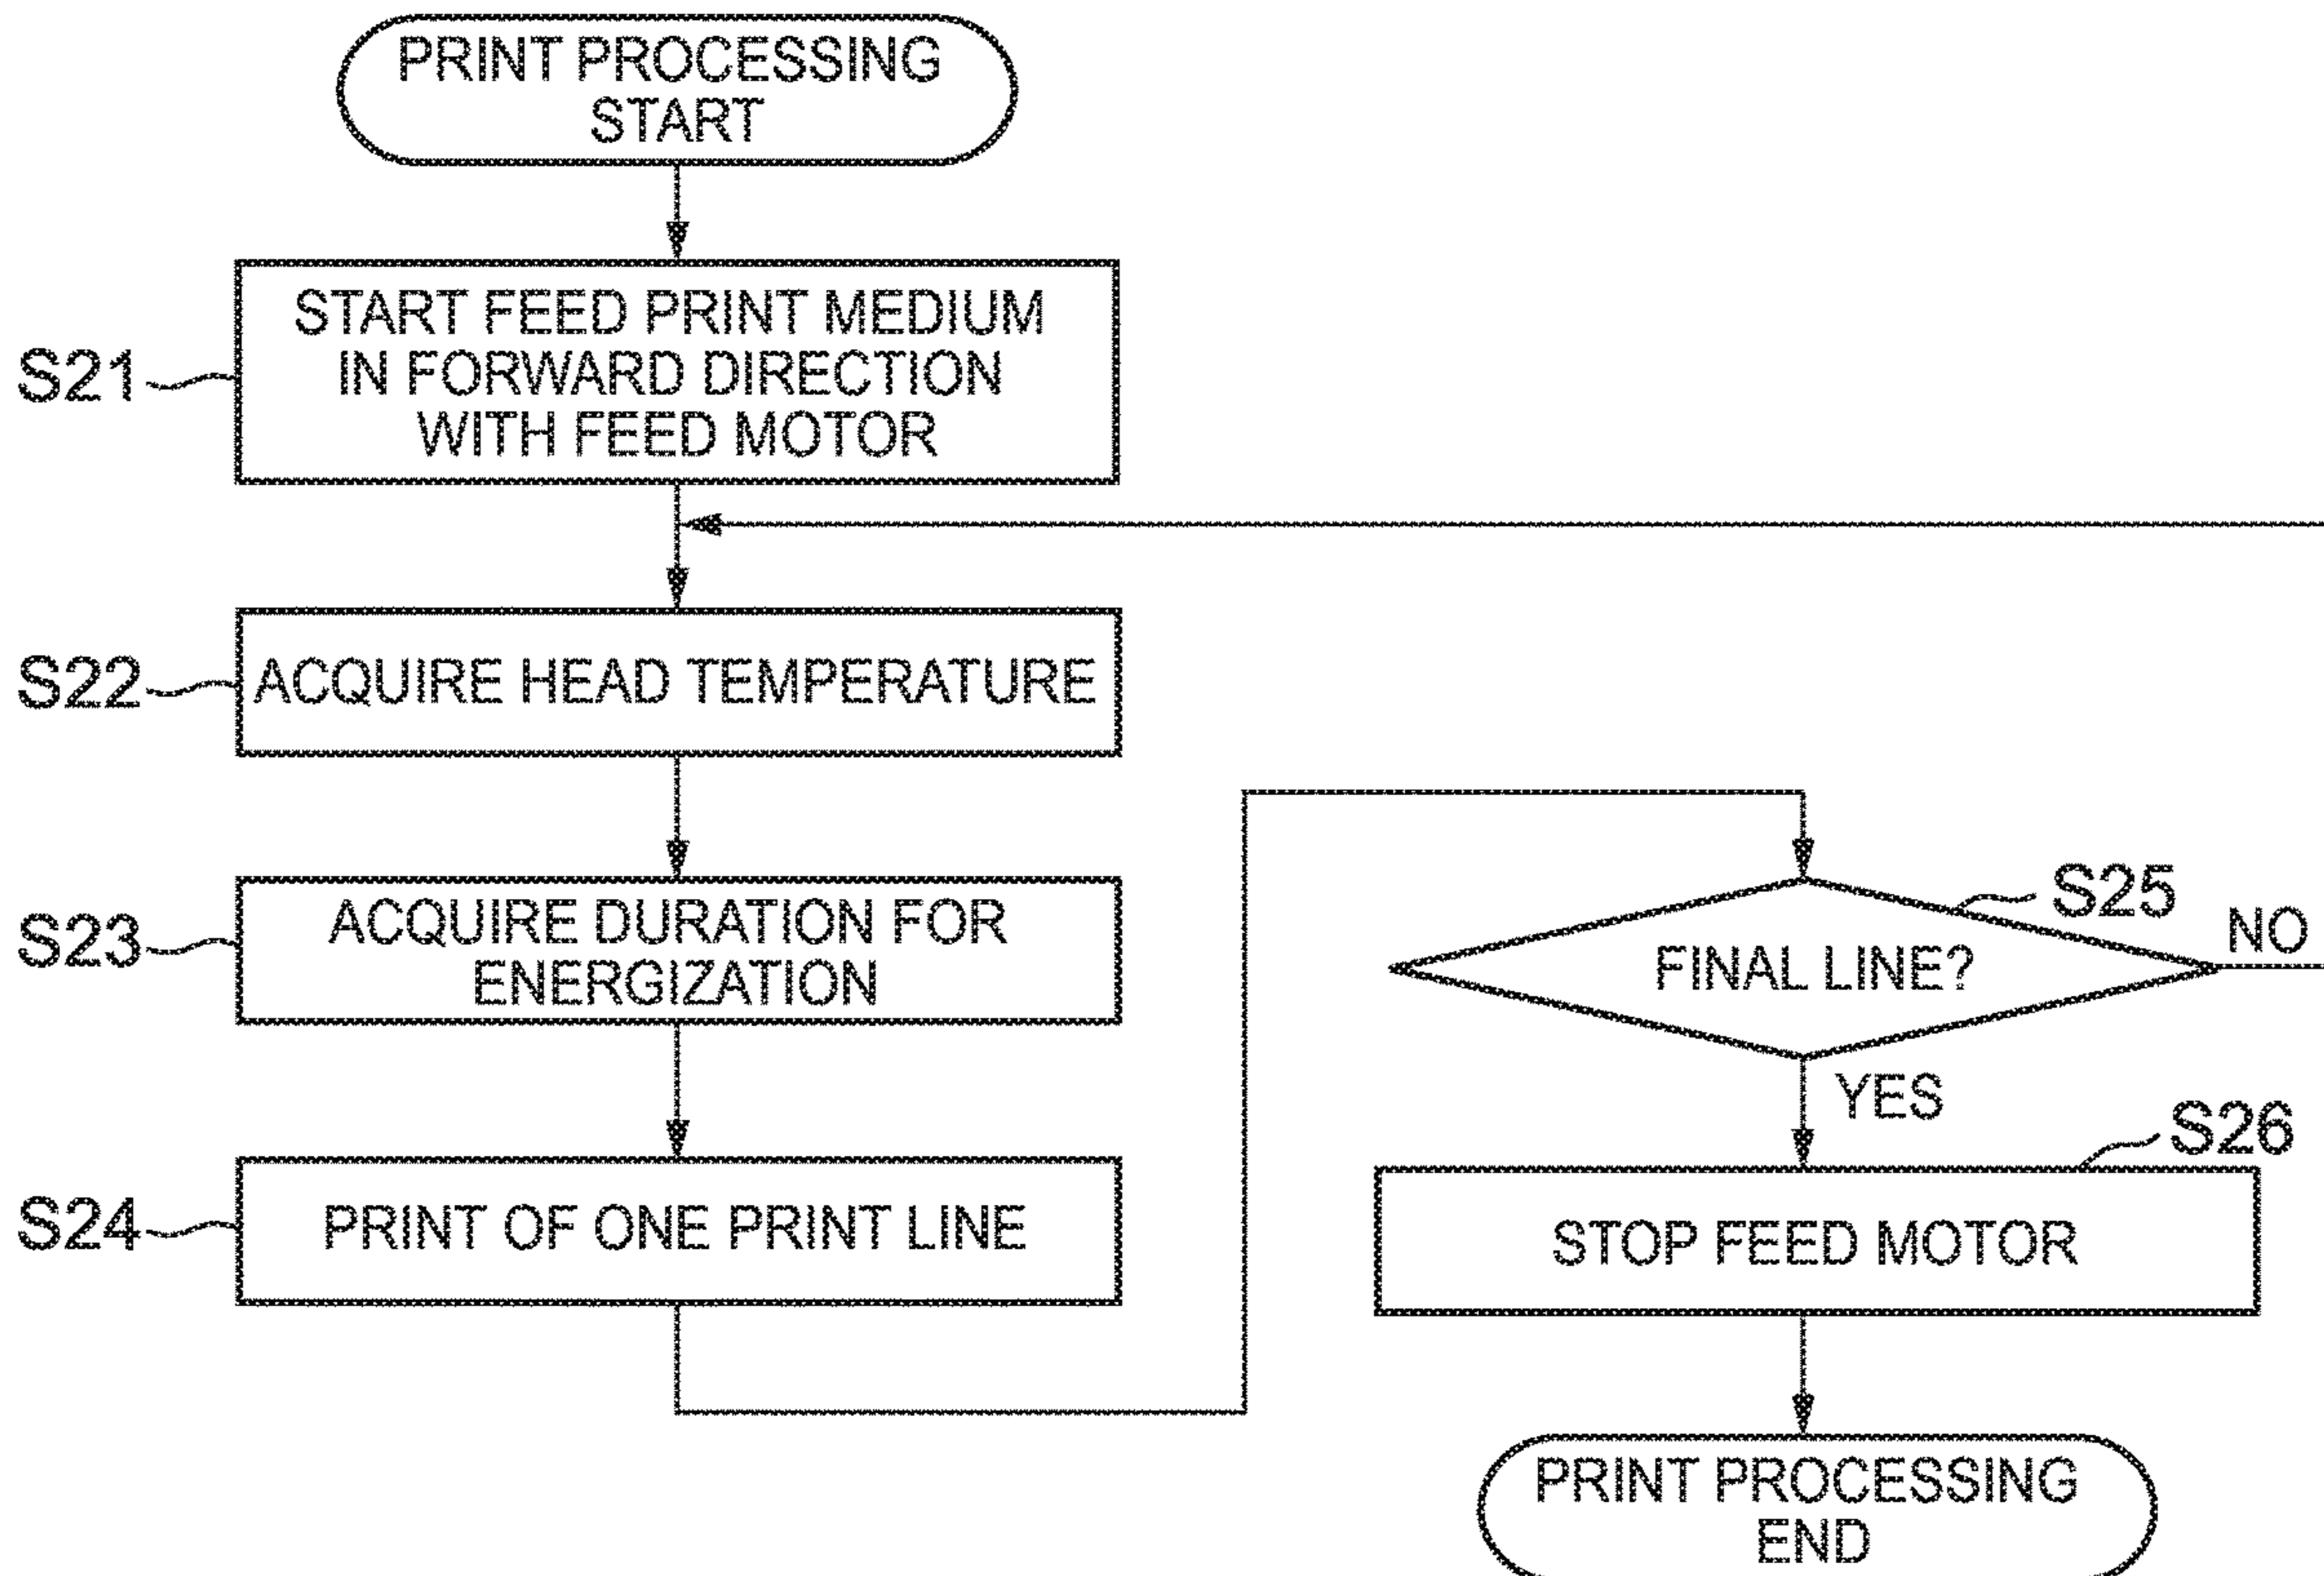 PRINT PROCESSING
START
S21
START FEED PRINT MEDIUM
IN FORWARD DIRECTION
WITH FEED MOTOR
S22
ACQUIRE HEAD TEMPERATURE
S23
ACQUIRE DURATION FOR
ENERGIZATION
S24
PRINT OF ONE PRINT LINE
S25
FINAL LINE?
NO
YES
S26
STOP FEED MOTOR
PRINT PROCESSING
END